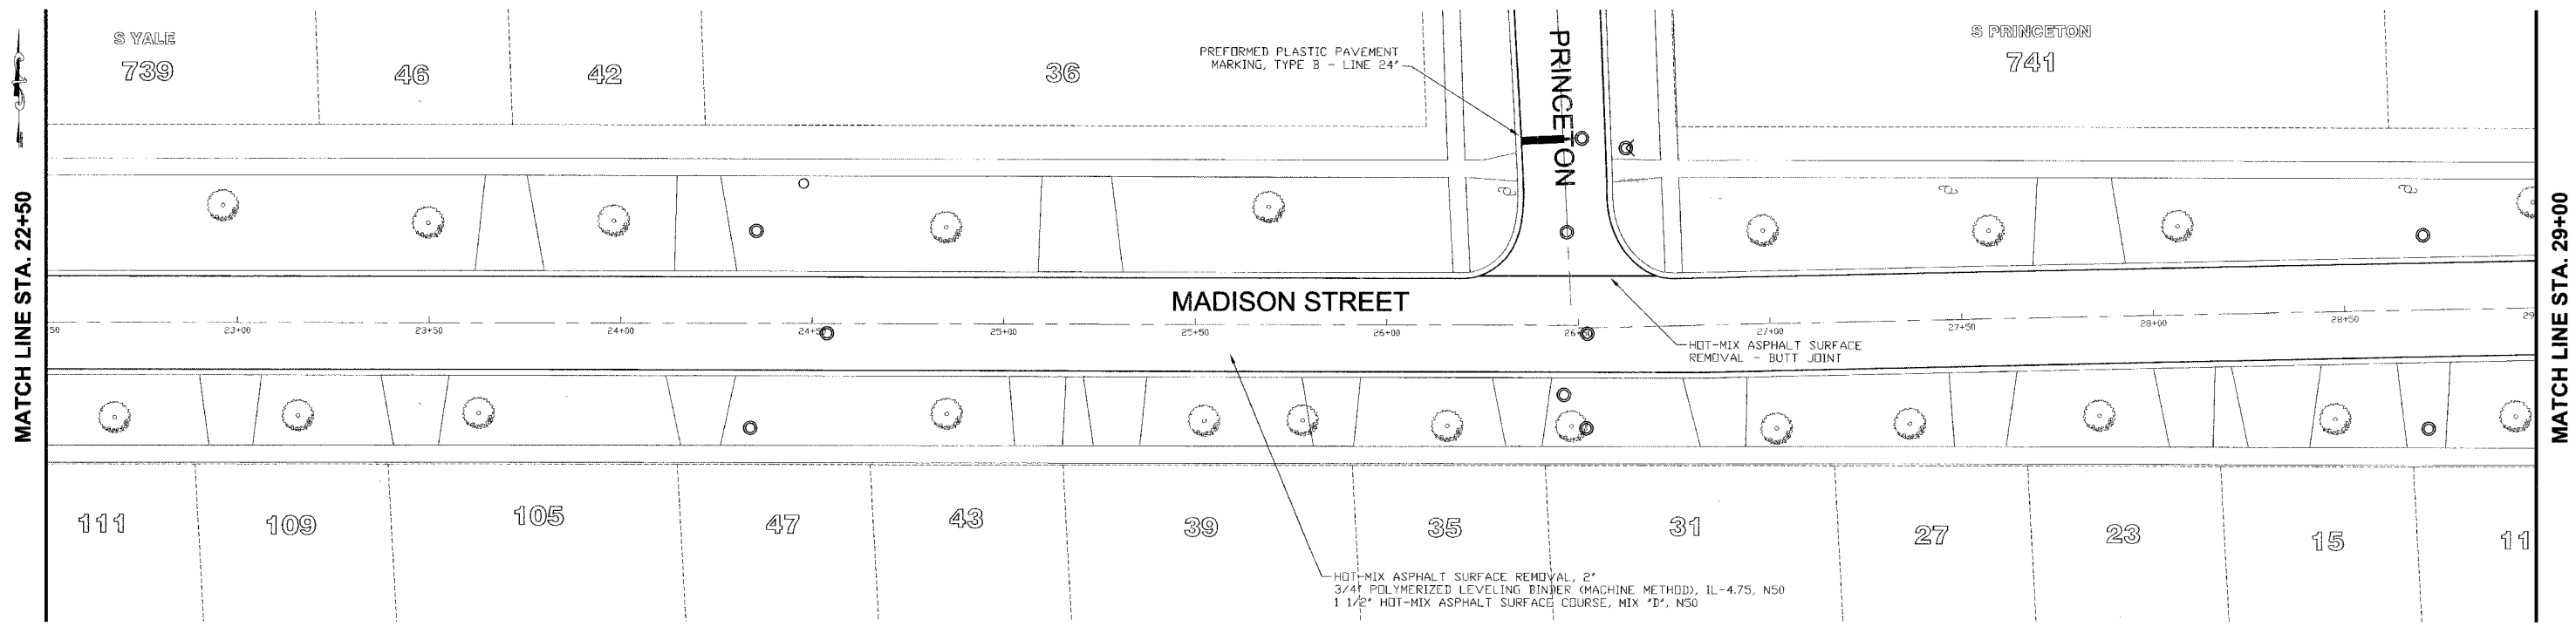 S YALE
739
46
42
36
PREFORMED PLASTIC PAVEMENT
MARKING, TYPE B - LINE 24"
PRINCETON
S PRINCETON
741
MATCH LINE STA. 22+50
MATCH LINE STA. 29+00
MADISON STREET
50
23+00
23+50
24+00
24+50
25+00
25+50
26+00
27+00
27+50
28+00
28+50
29
HOT-MIX ASPHALT SURFACE
REMOVAL - BUTT JOINT
111
109
105
47
43
39
35
31
27
23
15
11
HOT-MIX ASPHALT SURFACE REMOVAL, 2"
3/4" POLYMERIZED LEVELING BINDER (MACHINE METHOD), IL-4.75, N50
1 1/2" HOT-MIX ASPHALT SURFACE COURSE, MIX "D", N50